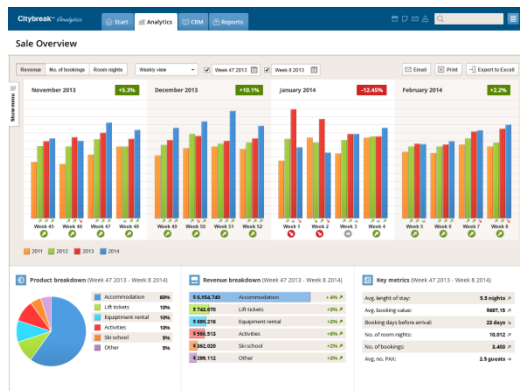 Citybreak™ Analytics Start Analytics CRM Reports
Sale Overview
Revenue No. of bookings Room nights Weekly view Week 47 2013 Week 8 2013 Email Print Export to Excell
Show menu
November 2013 +5.3% December 2013 +10.1% January 2014 -12.45% February 2014 +2.2%
Week 45 Week 46 Week 47 Week 48 Week 49 Week 50 Week 51 Week 52 Week 1 Week 2 Week 3 Week 4 Week 5 Week 6 Week 7 Week 8
2011 2012 2013 2014
Product breakdown (Week 47 2013 - Week 8 2014)
Accommodation 60%
Lift tickets 10%
Equiptment rental 10%
Activities 10%
Ski school 5%
Other 5%
Revenue breakdown (Week 47 2013 - Week 8 2014)
Accommodation
Lift tickets
Equipment rental
Activities
Ski school
Other
Key metrics (Week 47 2013 - Week 8 2014)
Avg. lenght of stay: 5.5 nights
Avg. booking value:
Booking days before arrival: 23 days
No. of room nights: 10,012
No. of bookings: 3,403
Avg. no. PAX: 2.5 guests